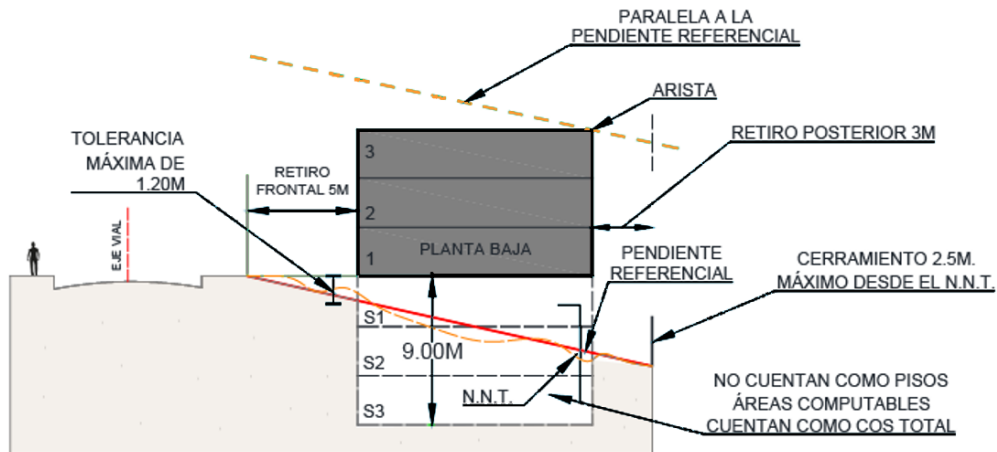 PARALELA A LA
PENDIENTE REFERENCIAL
ARISTA
TOLERANCIA
MÁXIMA DE
1.20M
RETIRO
FRONTAL 5M
RETIRO POSTERIOR 3M
3
2
1
PLANTA BAJA
EJE VIAL
PENDIENTE
REFERENCIAL
CERRAMIENTO 2.5M.
MÁXIMO DESDE EL N.N.T.
S1
S2
S3
9.00M
N.N.T.
NO CUENTAN COMO PISOS
ÁREAS COMPUTABLES
CUENTAN COMO COS TOTAL